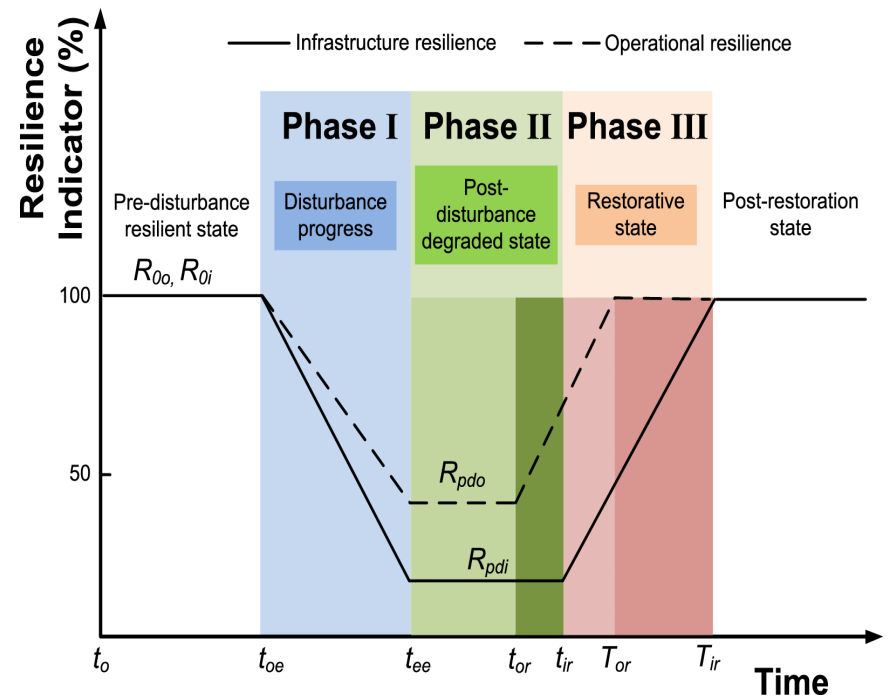 Resilience
Indicator (%)
Infrastructure resilience
Operational resilience
Phase I
Phase II
Phase III
Pre-disturbance
resilient state
Disturbance
progress
Post-
disturbance
degraded state
Restorative
state
Post-restoration
state
R0o, R0i
100
50
Rpdo
Rpdi
to
toe
tee
tor
tir
Tor
Tir
Time